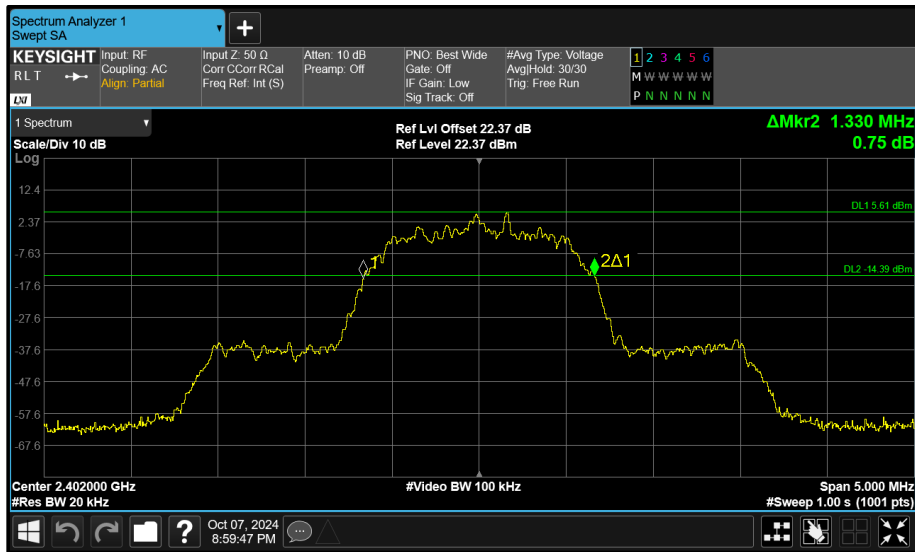 Spectrum Analyzer 1
Swept SA
KEYSIGHT
R L T
LXI
Input: RF
Coupling: AC
Align: Partial
Input Z: 50 Ω
Corr CCorr RCal
Freq Ref: Int (S)
Atten: 10 dB
Preamp: Off
PNO: Best Wide
Gate: Off
IF Gain: Low
Sig Track: Off
#Avg Type: Voltage
Avg|Hold: 30/30
Trig: Free Run
1 2 3 4 5 6
M W W W W W
P N N N N N
1 Spectrum
Scale/Div 10 dB
Ref Lvl Offset 22.37 dB
Ref Level 22.37 dBm
ΔMkr2 1.330 MHz
0.75 dB
Log
12.4
DL1 5.61 dBm
2.37
-7.63
1
2Δ1
DL2 -14.39 dBm
-17.6
-27.6
-37.6
-47.6
-57.6
-67.6
Center 2.402000 GHz
#Video BW 100 kHz
Span 5.000 MHz
#Res BW 20 kHz
#Sweep 1.00 s (1001 pts)
?
Oct 07, 2024
8:59:47 PM